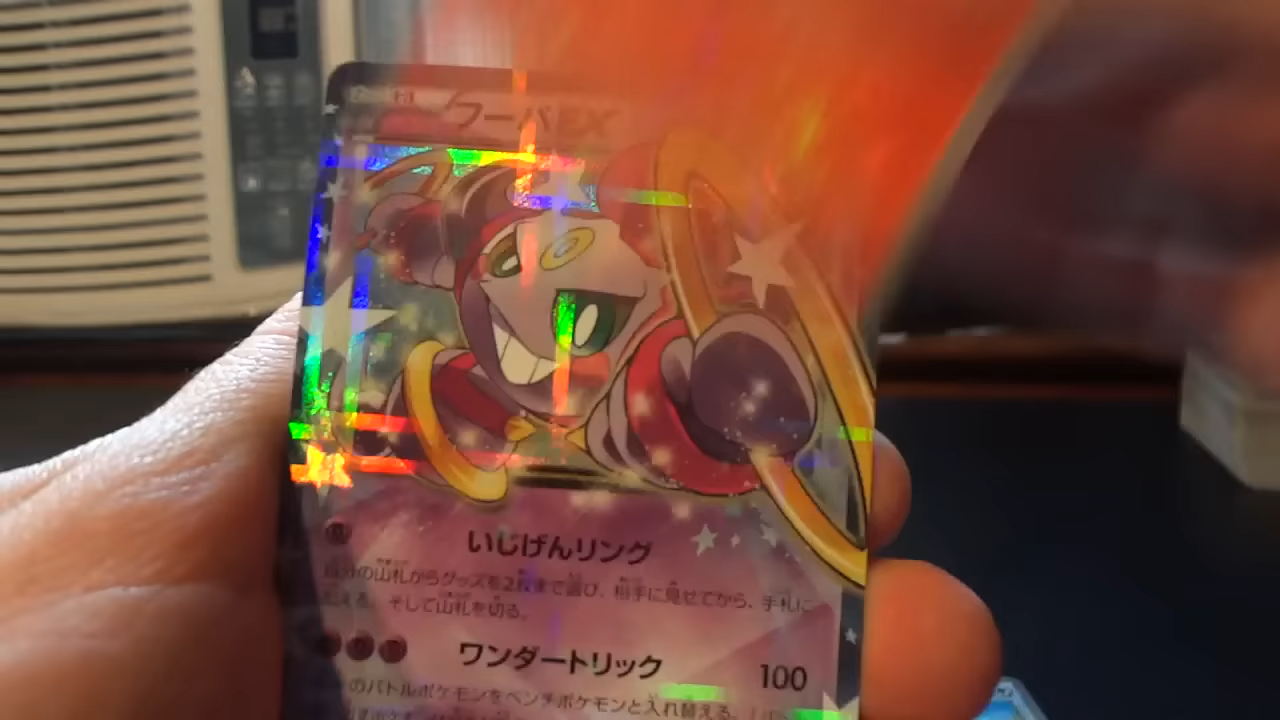 フーパEX
いじげんリング
自分の山札からグッズを2枚まで選び、相手に見せてから、手札に
加える。そして山札を切る。
ワンダートリック 100
のバトルポケモンをベンチポケモンと入れ替える。